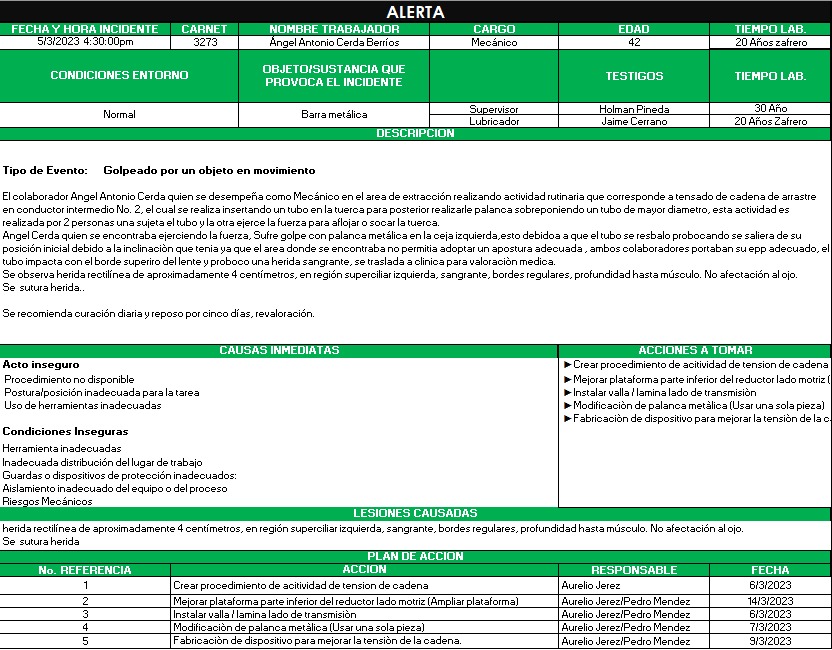 ALERTA
FECHA Y HORA INCIDENTE CARNET NOMBRE TRABAJADOR CARGO EDAD TIEMPO LAB.
5/3/2023 4:30:00pm 3273 Ángel Antonio Cerda Berríos Mecánico 42 20 Años zafrero
CONDICIONES ENTORNO OBJETO/SUSTANCIA QUE PROVOCA EL INCIDENTE TESTIGOS TIEMPO LAB.
Normal Barra metálica Supervisor Holman Pineda 30 Año
Lubricador Jaime Cerrano 20 Años Zafrero
DESCRIPCION
Tipo de Evento: Golpeado por un objeto en movimiento
El colaborador Angel Antonio Cerda quien se desempeña como Mecánico en el area de extracción realizando actividad rutinaria que corresponde a tensado de cadena de arrastre
en conductor intermedio No. 2, el cual se realiza insertando un tubo en la tuerca para posterior realizarle palanca sobreponiendo un tubo de mayor diametro, esta actividad es
realizada por 2 personas una sujeta el tubo y la otra ejerce la fuerza para aflojar o socar la tuerca.
Angel Cerda quien se encontraba ejerciendo la fuerza, Sufre golpe con palanca metálica en la ceja izquierda,esto debidoa a que el tubo se resbalo probocando se saliera de su
posición inicial debido a la inclinaciòn que tenia ya que el area donde se encontraba no permitia adoptar un apostura adecuada , ambos colaboradores portaban su epp adecuado, el
tubo impacta con el borde superiro del lente y proboco una herida sangrante, se traslada a clinica para valoraciòn medica.
Se observa herida rectilínea de aproximadamente 4 centímetros, en región superciliar izquierda, sangrante, bordes regulares, profundidad hasta músculo. No afectación al ojo.
Se sutura herida..
Se recomienda curación diaria y reposo por cinco días, revaloración.
CAUSAS INMEDIATAS ACCIONES A TOMAR
Acto inseguro
Procedimiento no disponible
Postura/posición inadecuada para la tarea
Uso de herramientas inadecuadas
Condiciones Inseguras
Herramienta inadecuadas
Inadecuada distribución del lugar de trabajo
Guardas o dispositivos de protección inadecuados:
Aislamiento inadecuado del equipo o del proceso
Riesgos Mecánicos
►Crear procedimiento de acitividad de tension de cadena
►Mejorar plataforma parte inferior del reductor lado motriz (
►Instalar valla / lamina lado de transmisiòn
►Modificaciòn de palanca metàlica (Usar una sola pieza)
►Fabricaciòn de dispositivo para mejorar la tensiòn de la c
LESIONES CAUSADAS
herida rectilínea de aproximadamente 4 centímetros, en región superciliar izquierda, sangrante, bordes regulares, profundidad hasta músculo. No afectación al ojo.
Se sutura herida
PLAN DE ACCION
No. REFERENCIA ACCION RESPONSABLE FECHA
1 Crear procedimiento de acitividad de tension de cadena Aurelio Jerez 6/3/2023
2 Mejorar plataforma parte inferior del reductor lado motriz (Ampliar plataforma) Aurelio Jerez/Pedro Mendez 14/3/2023
3 Instalar valla / lamina lado de transmisiòn Aurelio Jerez/Pedro Mendez 6/3/2023
4 Modificaciòn de palanca metàlica (Usar una sola pieza) Aurelio Jerez/Pedro Mendez 7/3/2023
5 Fabricaciòn de dispositivo para mejorar la tensiòn de la cadena. Aurelio Jerez/Pedro Mendez 9/3/2023